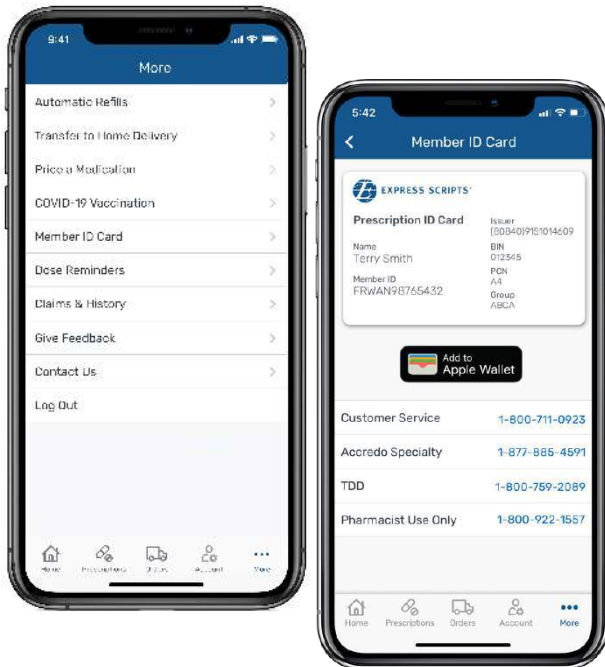 9:41
More
Automatic Refills
Transfer to Home Delivery
Price a Medication
COVID-19 Vaccination
Member ID Card
Dose Reminders
Claims & History
Give Feedback
Contact Us
Log Out
Home Prescriptions Orders Account More
5:42
Member ID Card
EXPRESS SCRIPTS
Prescription ID Card
Issuer
(80840)9151014609
Name
Terry Smith
BIN
012345
Member ID
FRWAN98765432
PCN
A4
Group
ABCA
Add to
Apple Wallet
Customer Service 1-800-711-0923
Accredo Specialty 1-877-885-4591
TDD 1-800-759-2089
Pharmacist Use Only 1-800-922-1557
Home Prescriptions Orders Account More